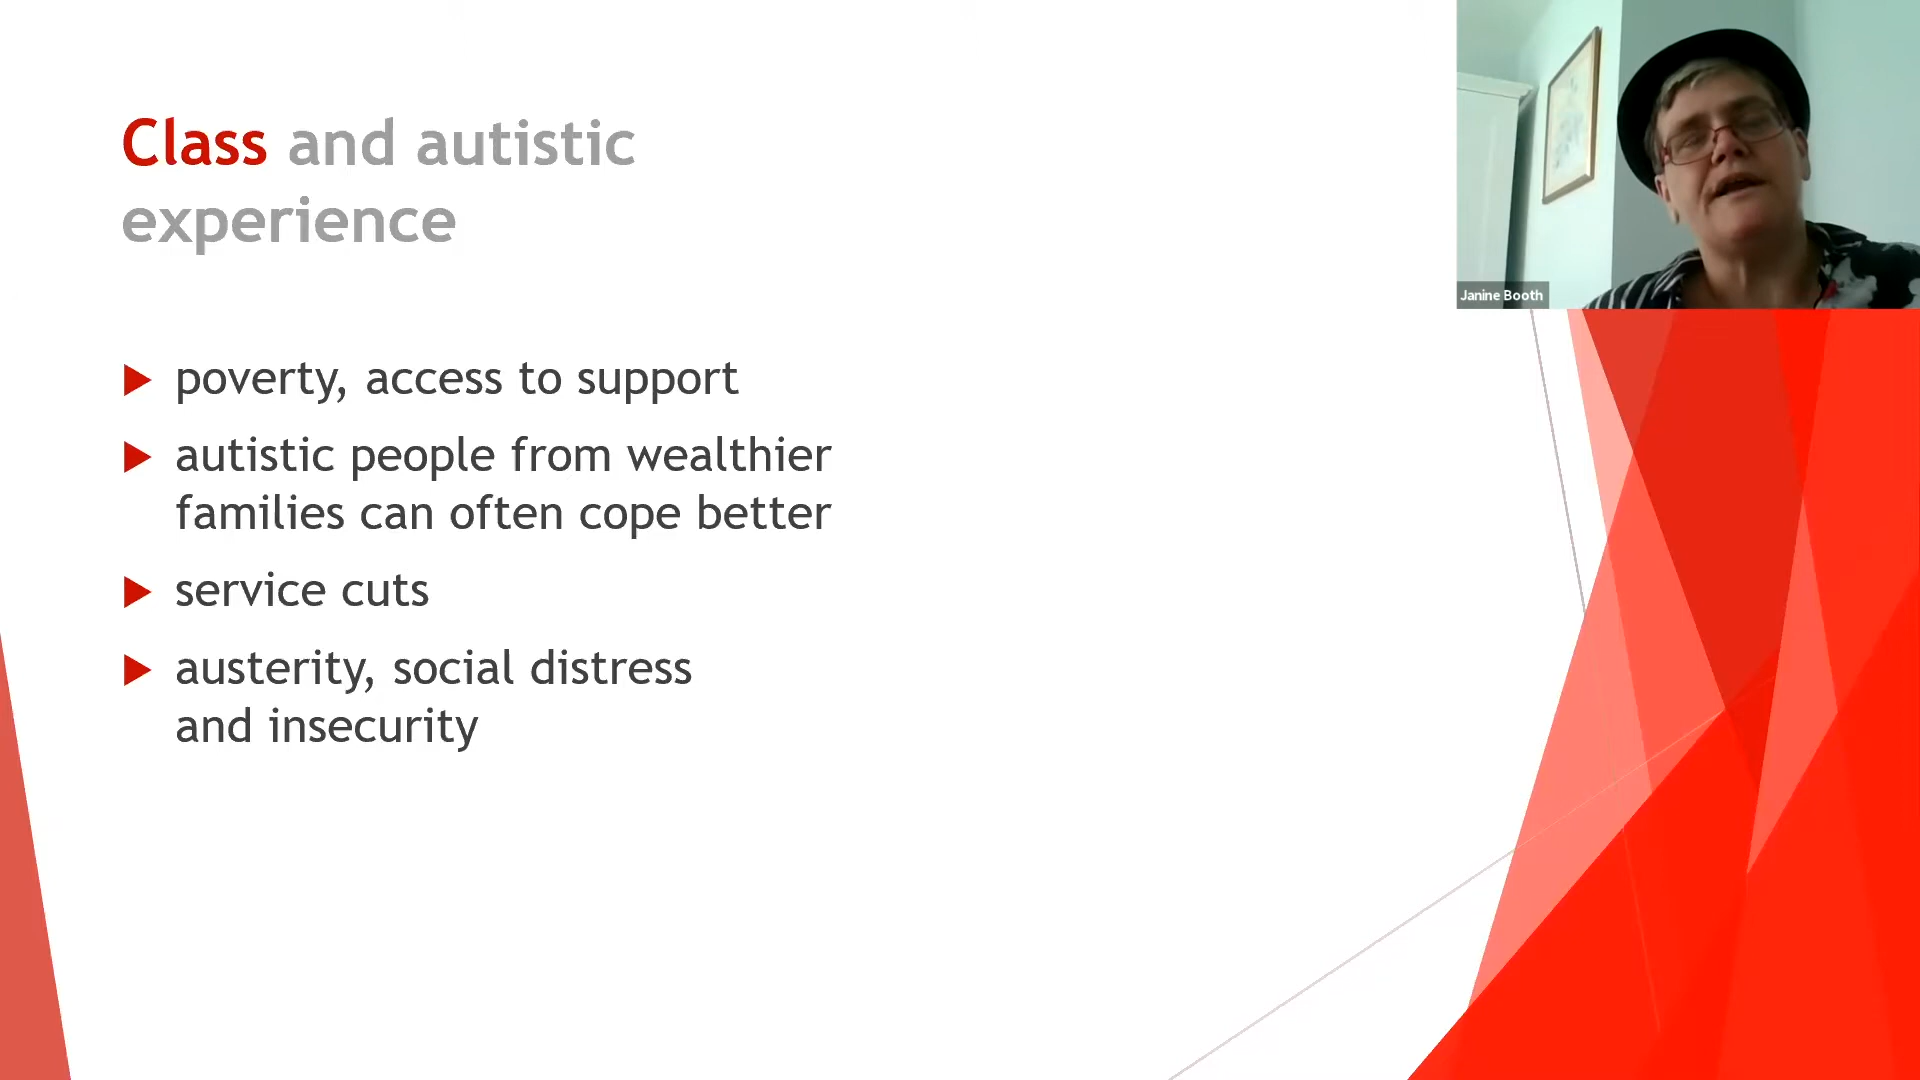 Class and autistic
experience
poverty, access to support
autistic people from wealthier
families can often cope better
service cuts
austerity, social distress
and insecurity
Janine Booth